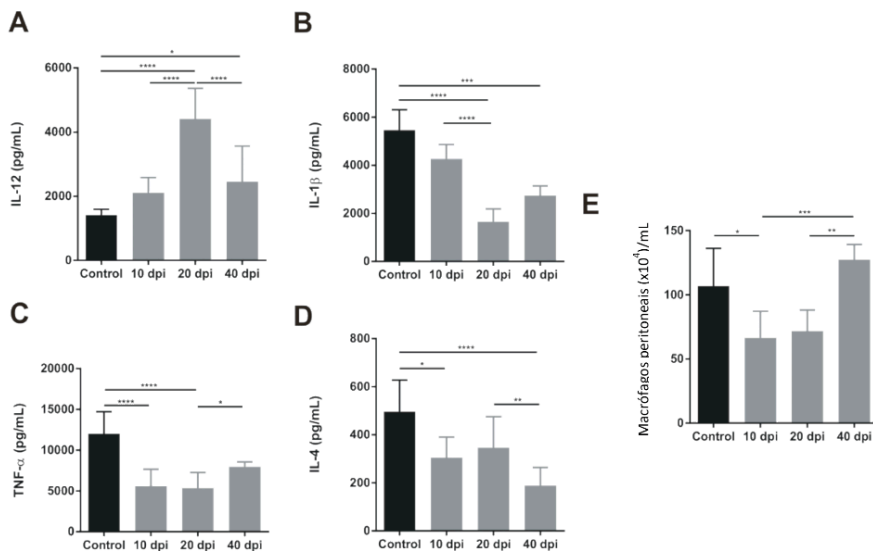 A
*
****
****
****
IL-12 (pg/mL)
6000
4000
2000
0
Control 10 dpi 20 dpi 40 dpi
B
***
****
****
IL-1β (pg/mL)
8000
6000
4000
2000
0
Control 10 dpi 20 dpi 40 dpi
C
****
****
*
TNF-α (pg/mL)
20000
15000
10000
5000
0
Control 10 dpi 20 dpi 40 dpi
D
****
*
**
IL-4 (pg/mL)
800
600
400
200
0
Control 10 dpi 20 dpi 40 dpi
E
***
*
**
Macrófagos peritoneais (x10⁴)/mL
150
100
50
0
Control 10 dpi 20 dpi 40 dpi